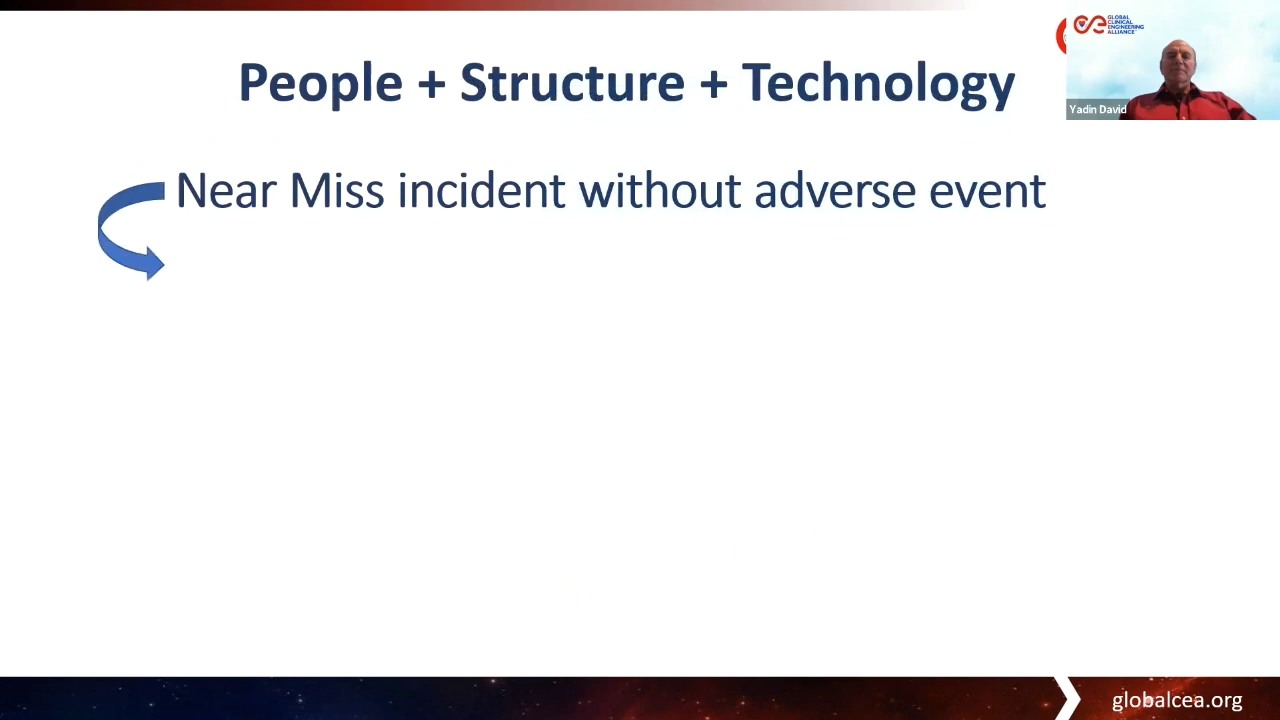 People + Structure + Technology
GLOBAL
CLINICAL
ENGINEERING
ALLIANCE
Yadin David
Near Miss incident without adverse event
globalcea.org